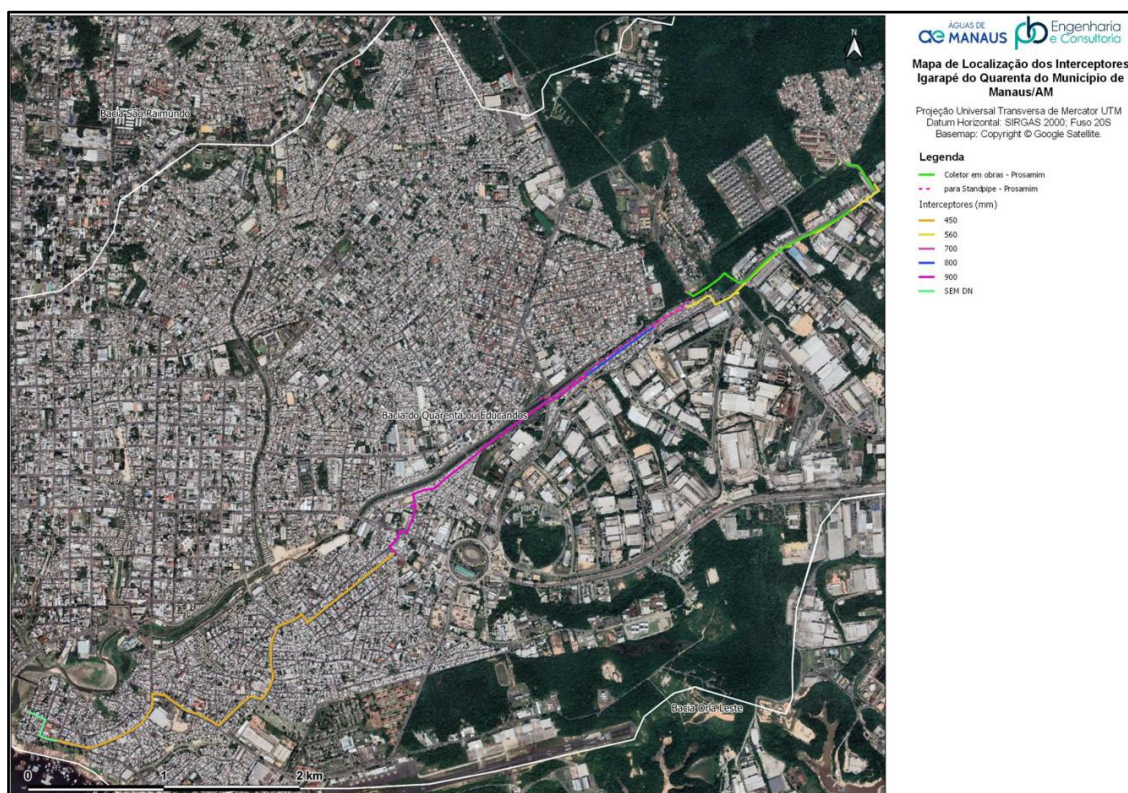 ÁGUAS DE
MANAUS
Engenharia
e Consultoria
Mapa de Localização dos Interceptores
Igarapé do Quarenta do Município de
Manaus/AM
Projeção Universal Transversa de Mercator UTM
Datum Horizontal: SIRGAS 2000; Fuso 20S
Basemap: Copyright © Google Satellite.
Legenda
Coletor em obras - Prosamim
para Standpipe - Prosamim
Interceptores (mm)
450
560
700
800
900
SEM DN
N
Bacia São Raimundo
Bacia do Quarenta ou Educandos
Bacia Orla Leste
0 1 2 km